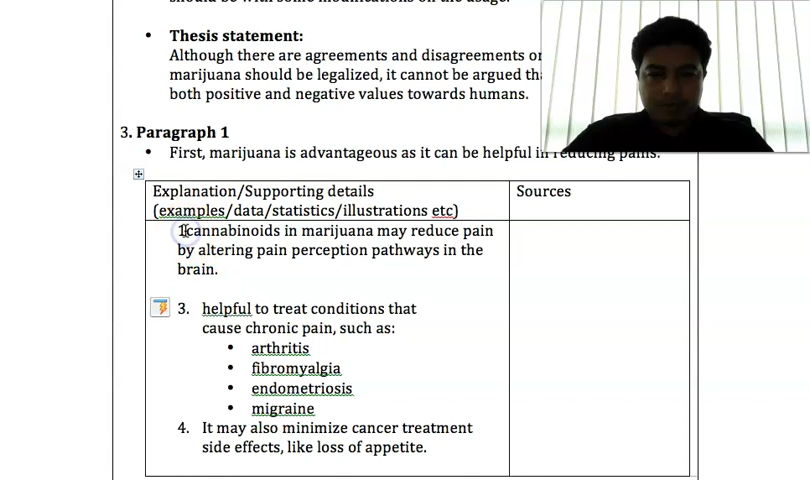 • Thesis statement:
Although there are agreements and disagreements
marijuana should be legalized, it cannot be argued
both positive and negative values towards humans.
3. Paragraph 1
• First, marijuana is advantageous as it can be helpful in reducing pains.
Explanation/Supporting details
(examples/data/statistics/illustrations etc)
Sources
1cannabinoids in marijuana may reduce pain
by altering pain perception pathways in the
brain.
3. helpful to treat conditions that
cause chronic pain, such as:
• arthritis
• fibromyalgia
• endometriosis
• migraine
4. It may also minimize cancer treatment
side effects, like loss of appetite.